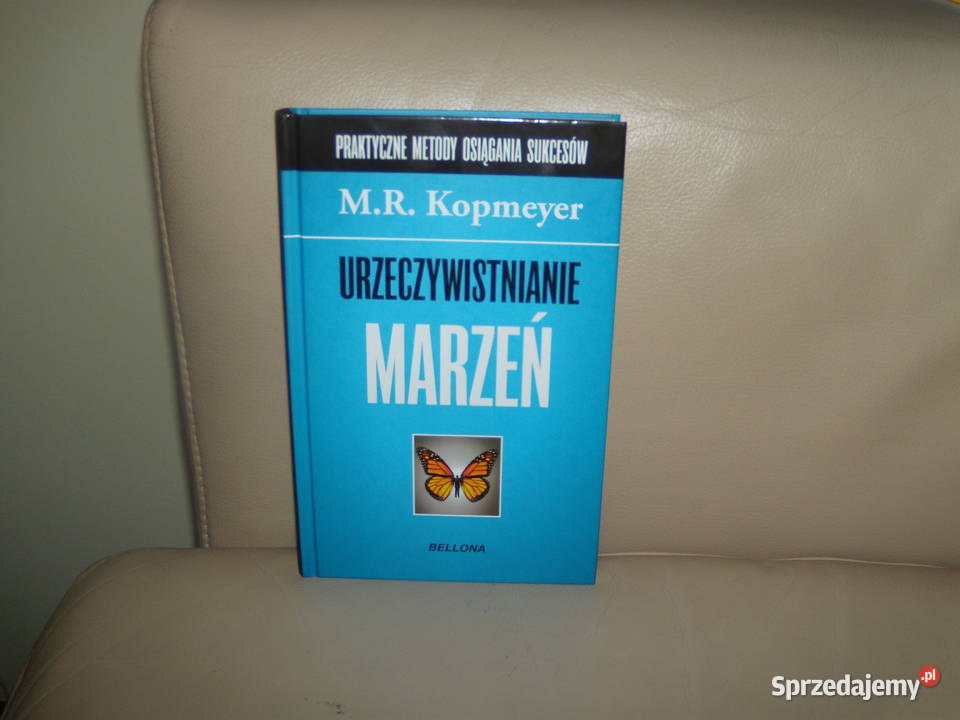 PRAKTYCZNE METODY OSIĄGANIA SUKCESÓW
M.R. Kopmeyer
URZECZYWISTNIANIE
MARZEŃ
BELLONA
Sprzedajemy.pl